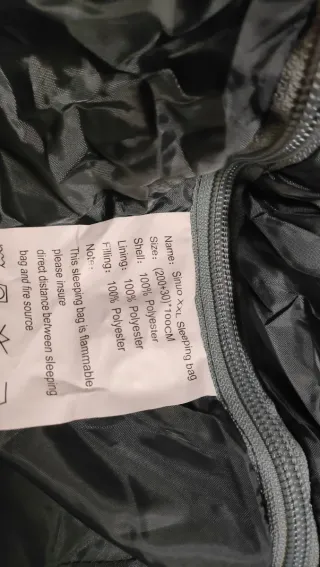 Name: Sinuo XXL Sleeping bag
Size: (200+30)*100CM
Shell: 100% Polyester
Lining: 100% Polyester
Filling: 100% Polyester
Note:
This sleeping bag is flammable
please insure
direct distance between sleeping
bag and fire source